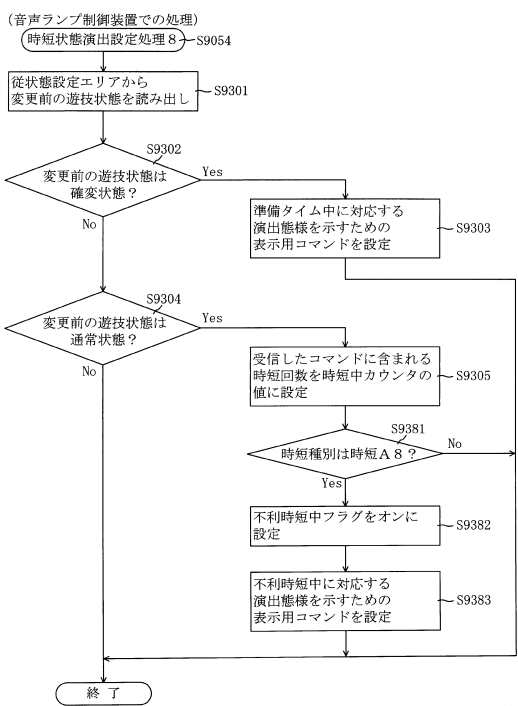 (音声ランプ制御装置での処理)
時短状態演出設定処理8
S9054
従状態設定エリアから
変更前の遊技状態を読み出し
S9301
S9302
変更前の遊技状態は
確変状態?
Yes
No
準備タイム中に対応する
演出態様を示すための
表示用コマンドを設定
S9303
S9304
変更前の遊技状態は
通常状態?
Yes
No
受信したコマンドに含まれる
時短回数を時短中カウンタの
値に設定
S9305
S9381
時短種別は時短A8?
No
Yes
不利時短中フラグをオンに
設定
S9382
不利時短中に対応する
演出態様を示すための
表示用コマンドを設定
S9383
終了